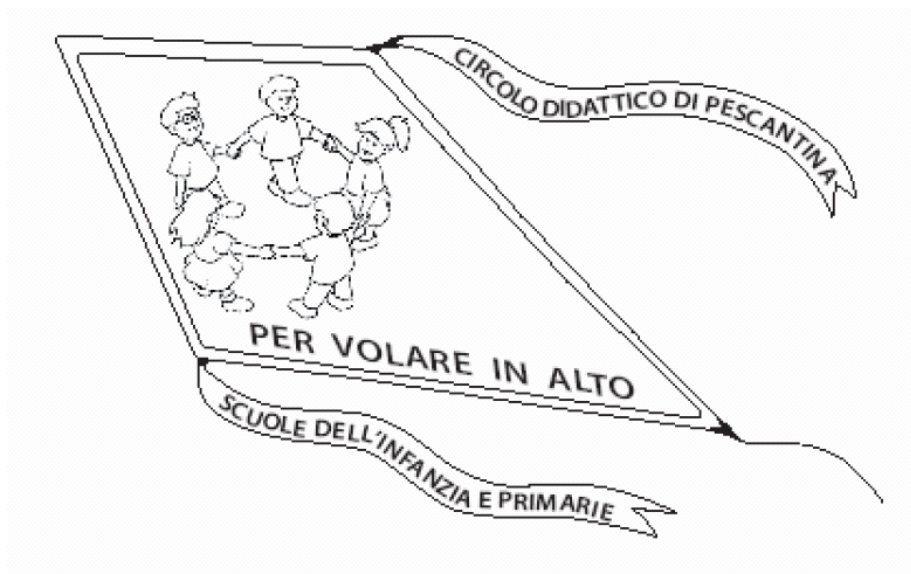 CIRCOLO DIDATTICO DI PESCANTINA
PER VOLARE IN ALTO
SCUOLE DELL'INFANZIA E PRIMARIE